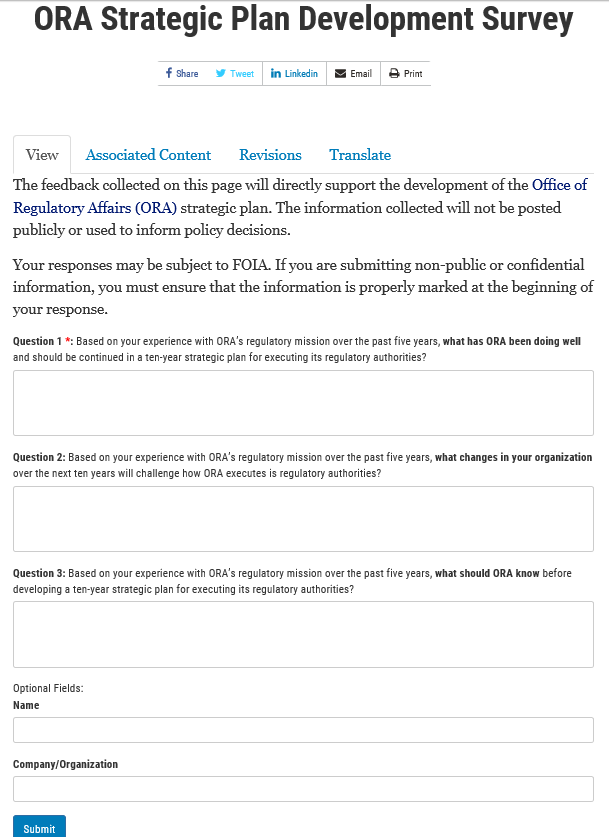 ORA Strategic Plan Development Survey
Share Tweet Linkedin Email Print
View Associated Content Revisions Translate
The feedback collected on this page will directly support the development of the Office of
Regulatory Affairs (ORA) strategic plan. The information collected will not be posted
publicly or used to inform policy decisions.
Your responses may be subject to FOIA. If you are submitting non-public or confidential
information, you must ensure that the information is properly marked at the beginning of
your response.
Question 1 *: Based on your experience with ORA's regulatory mission over the past five years, what has ORA been doing well
and should be continued in a ten-year strategic plan for executing its regulatory authorities?
Question 2: Based on your experience with ORA's regulatory mission over the past five years, what changes in your organization
over the next ten years will challenge how ORA executes is regulatory authorities?
Question 3: Based on your experience with ORA's regulatory mission over the past five years, what should ORA know before
developing a ten-year strategic plan for executing its regulatory authorities?
Optional Fields:
Name
Company/Organization
Submit